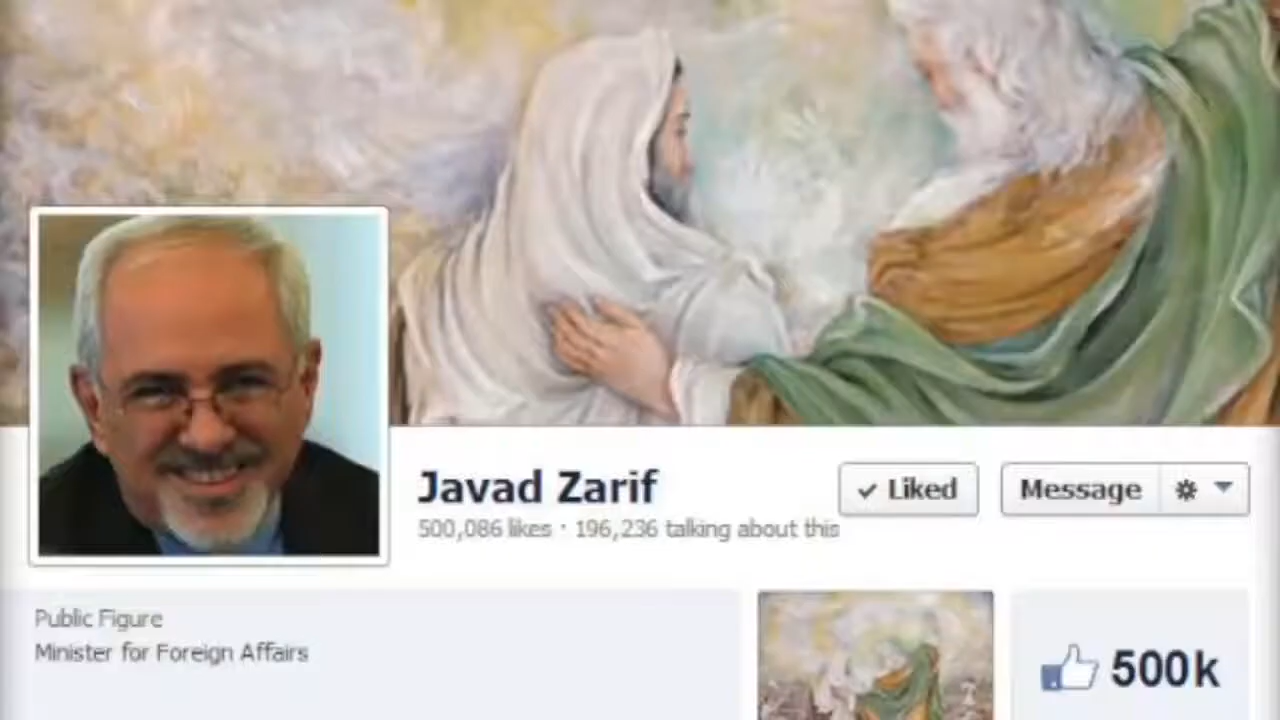 Javad Zarif
Liked
Message
500,086 likes · 196,236 talking about this
Public Figure
Minister for Foreign Affairs
500k